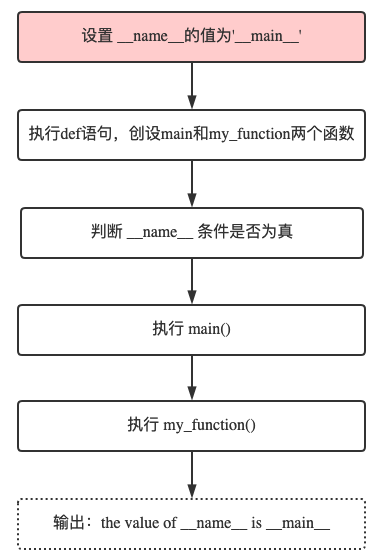 设置 __name__的值为'__main__'
执行def语句，创设main和my_function两个函数
判断 __name__ 条件是否为真
执行 main()
执行 my_function()
输出：the value of __name__ is __main__